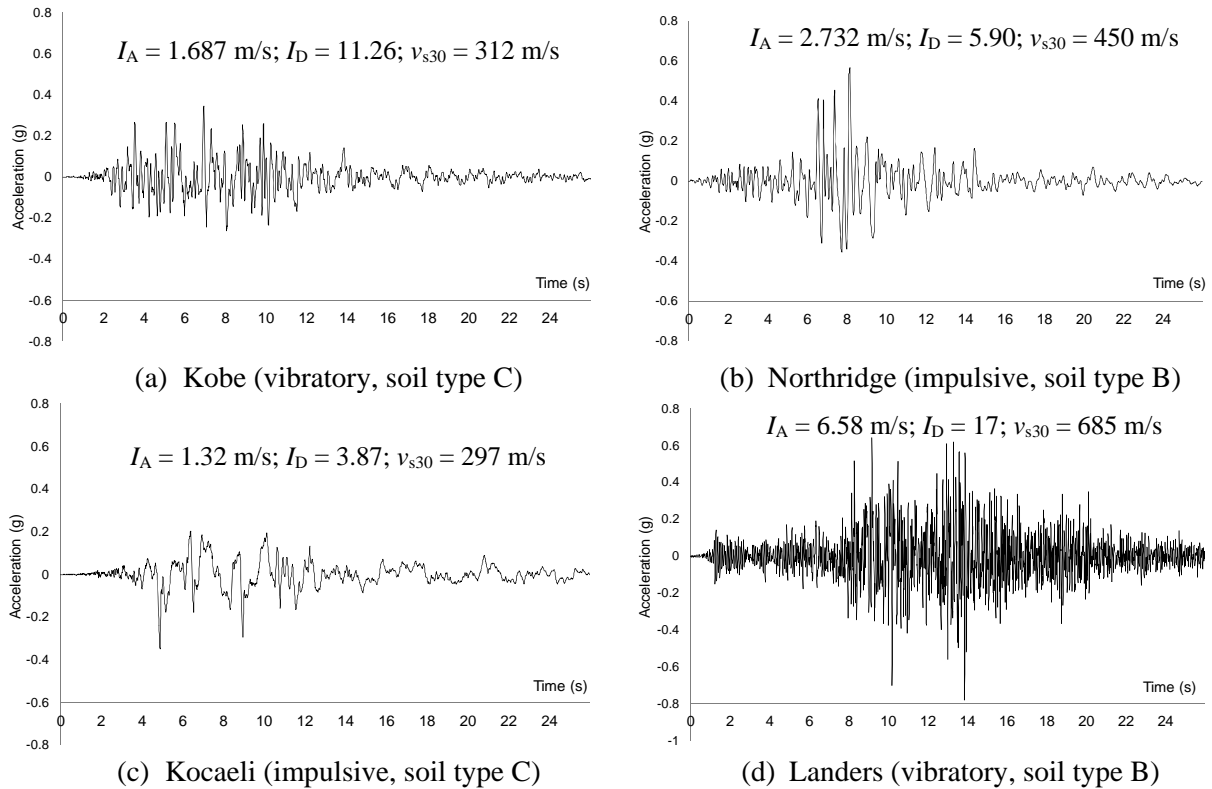 I_A = 1.687 m/s; I_D = 11.26; v_s30 = 312 m/s
Acceleration (g)
0.8
0.6
0.4
0.2
0
-0.2
-0.4
-0.6
-0.8
Time (s)
0 2 4 6 8 10 12 14 16 18 20 22 24
(a) Kobe (vibratory, soil type C)
I_A = 2.732 m/s; I_D = 5.90; v_s30 = 450 m/s
Acceleration (g)
0.8
0.6
0.4
0.2
0
-0.2
-0.4
-0.6
-0.8
Time (s)
0 2 4 6 8 10 12 14 16 18 20 22 24
(b) Northridge (impulsive, soil type B)
I_A = 1.32 m/s; I_D = 3.87; v_s30 = 297 m/s
Acceleration (g)
0.8
0.6
0.4
0.2
0
-0.2
-0.4
-0.6
-0.8
Time (s)
0 2 4 6 8 10 12 14 16 18 20 22 24
(c) Kocaeli (impulsive, soil type C)
I_A = 6.58 m/s; I_D = 17; v_s30 = 685 m/s
Acceleration (g)
0.8
0.6
0.4
0.2
0
-0.2
-0.4
-0.6
-0.8
-1
Time (s)
0 2 4 6 8 10 12 14 16 18 20 22 24
(d) Landers (vibratory, soil type B)